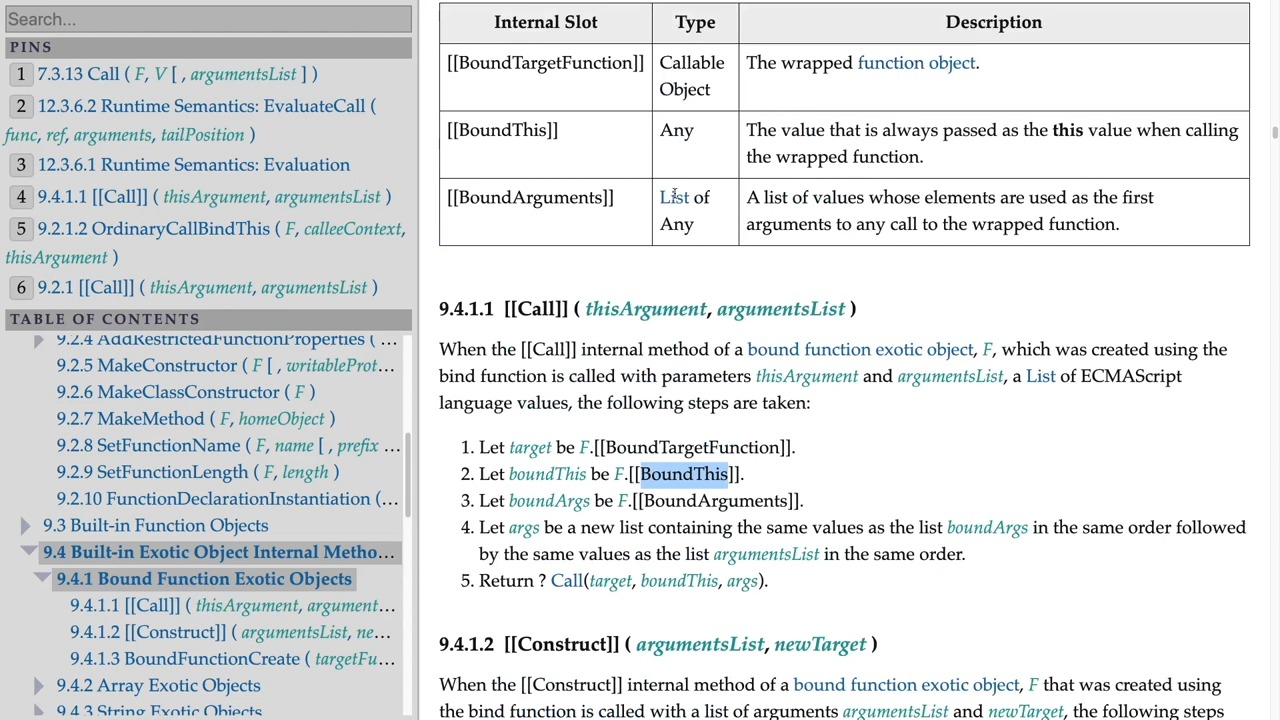 Search...
PINS
1 7.3.13 Call ( F, V [ , argumentsList ] )
2 12.3.6.2 Runtime Semantics: EvaluateCall (
func, ref, arguments, tailPosition )
3 12.3.6.1 Runtime Semantics: Evaluation
4 9.4.1.1 [[Call]] ( thisArgument, argumentsList )
5 9.2.1.2 OrdinaryCallBindThis ( F, calleeContext,
thisArgument )
6 9.2.1 [[Call]] ( thisArgument, argumentsList )
TABLE OF CONTENTS
9.2.4 AddRestrictedFunctionProperties ( ...
9.2.5 MakeConstructor ( F [ , writableProt...
9.2.6 MakeClassConstructor ( F )
9.2.7 MakeMethod ( F, homeObject )
9.2.8 SetFunctionName ( F, name [ , prefix ...
9.2.9 SetFunctionLength ( F, length )
9.2.10 FunctionDeclarationInstantiation (...
9.3 Built-in Function Objects
9.4 Built-in Exotic Object Internal Metho...
9.4.1 Bound Function Exotic Objects
9.4.1.1 [[Call]] ( thisArgument, argument...
9.4.1.2 [[Construct]] ( argumentsList, ne...
9.4.1.3 BoundFunctionCreate ( targetFu...
9.4.2 Array Exotic Objects
9.4.3 String Exotic Objects
Internal Slot Type Description
[[BoundTargetFunction]] Callable The wrapped function object.
Object
[[BoundThis]] Any The value that is always passed as the this value when calling
the wrapped function.
[[BoundArguments]] List of A list of values whose elements are used as the first
Any arguments to any call to the wrapped function.
9.4.1.1 [[Call]] ( thisArgument, argumentsList )
When the [[Call]] internal method of a bound function exotic object, F, which was created using the
bind function is called with parameters thisArgument and argumentsList, a List of ECMAScript
language values, the following steps are taken:
1. Let target be F.[[BoundTargetFunction]].
2. Let boundThis be F.[[BoundThis]].
3. Let boundArgs be F.[[BoundArguments]].
4. Let args be a new list containing the same values as the list boundArgs in the same order followed
by the same values as the list argumentsList in the same order.
5. Return ? Call(target, boundThis, args).
9.4.1.2 [[Construct]] ( argumentsList, newTarget )
When the [[Construct]] internal method of a bound function exotic object, F that was created using
the bind function is called with a list of arguments argumentsList and newTarget, the following steps